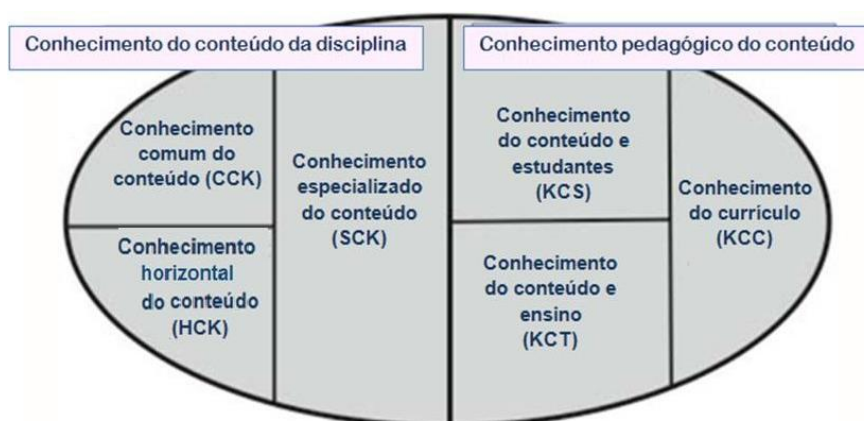 Conhecimento do conteúdo da disciplina
Conhecimento pedagógico do conteúdo
Conhecimento
comum do
conteúdo (CCK)
Conhecimento
horizontal
do conteúdo
(HCK)
Conhecimento
especializado
do conteúdo
(SCK)
Conhecimento
do conteúdo e
estudantes
(KCS)
Conhecimento
do conteúdo e
ensino
(KCT)
Conhecimento
do currículo
(KCC)